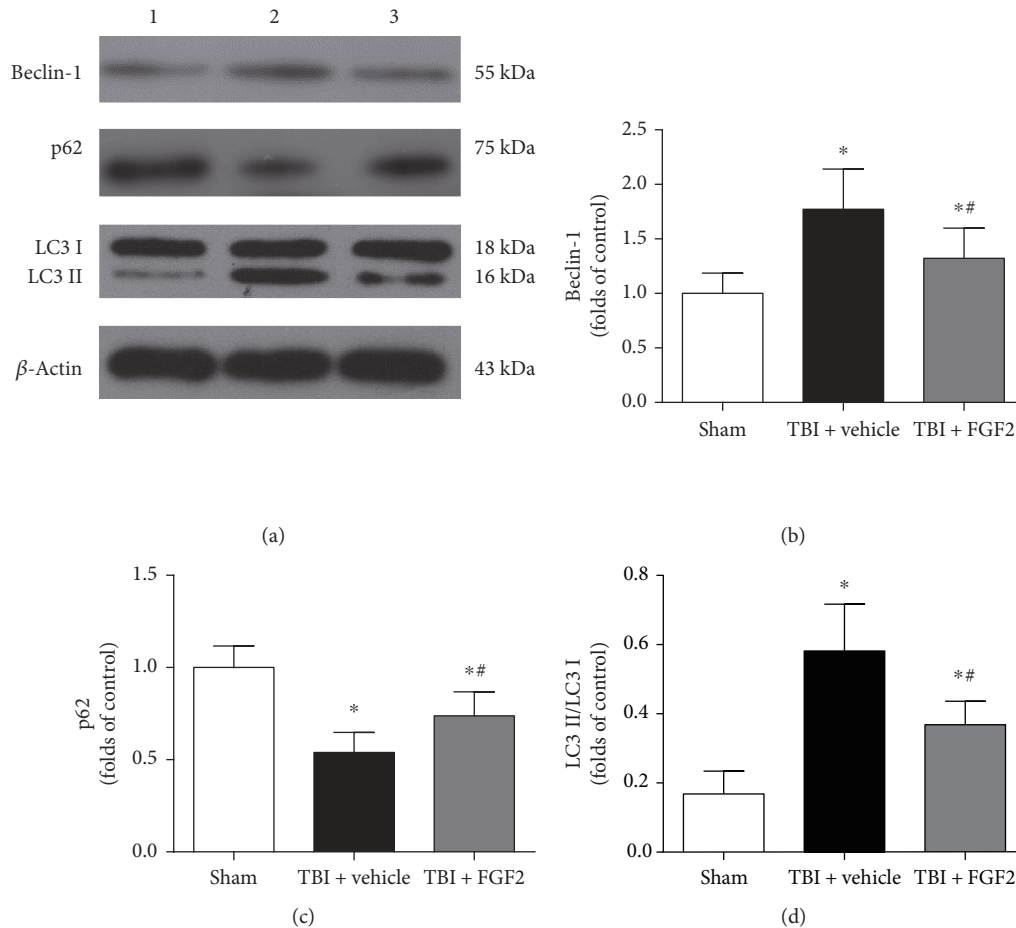 1 2 3
Beclin-1 55 kDa
p62 75 kDa
LC3 I 18 kDa
LC3 II 16 kDa
β-Actin 43 kDa
(a)
Beclin-1
(folds of control)
2.5
2.0
1.5
1.0
0.5
0.0
*
*#
Sham TBI + vehicle TBI + FGF2
(b)
p62
(folds of control)
1.5
1.0
0.5
0.0
*
*#
Sham TBI + vehicle TBI + FGF2
(c)
LC3 II/LC3 I
(folds of control)
0.8
0.6
0.4
0.2
0.0
*
*#
Sham TBI + vehicle TBI + FGF2
(d)